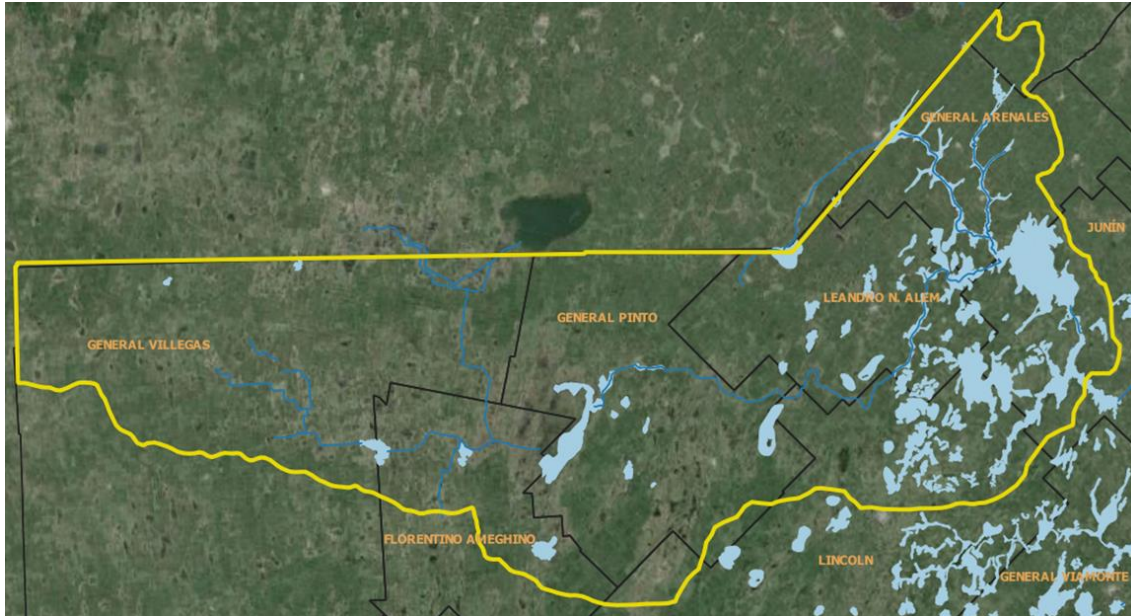 GENERAL ARENALES
JUNÍN
LEANDRO N. ALEM
GENERAL PINTO
GENERAL VILLEGAS
FLORENTINO AMEGHINO
LINCOLN
GENERAL VIAMONTE